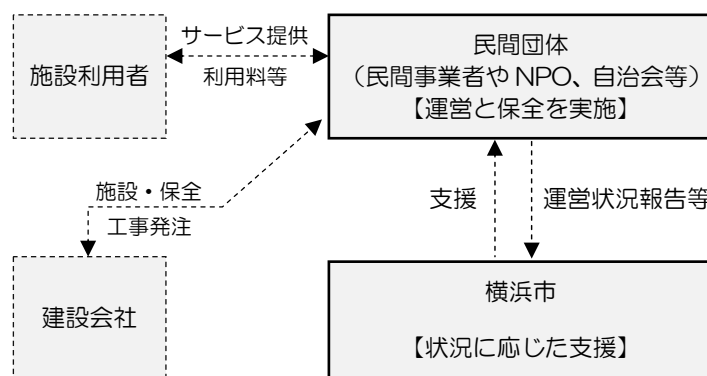 サービス提供
施設利用者
利用料等
民間団体
（民間事業者や NPO、自治会等）
【運営と保全を実施】
施設・保全
工事発注
支援
運営状況報告等
建設会社
横浜市
【状況に応じた支援】